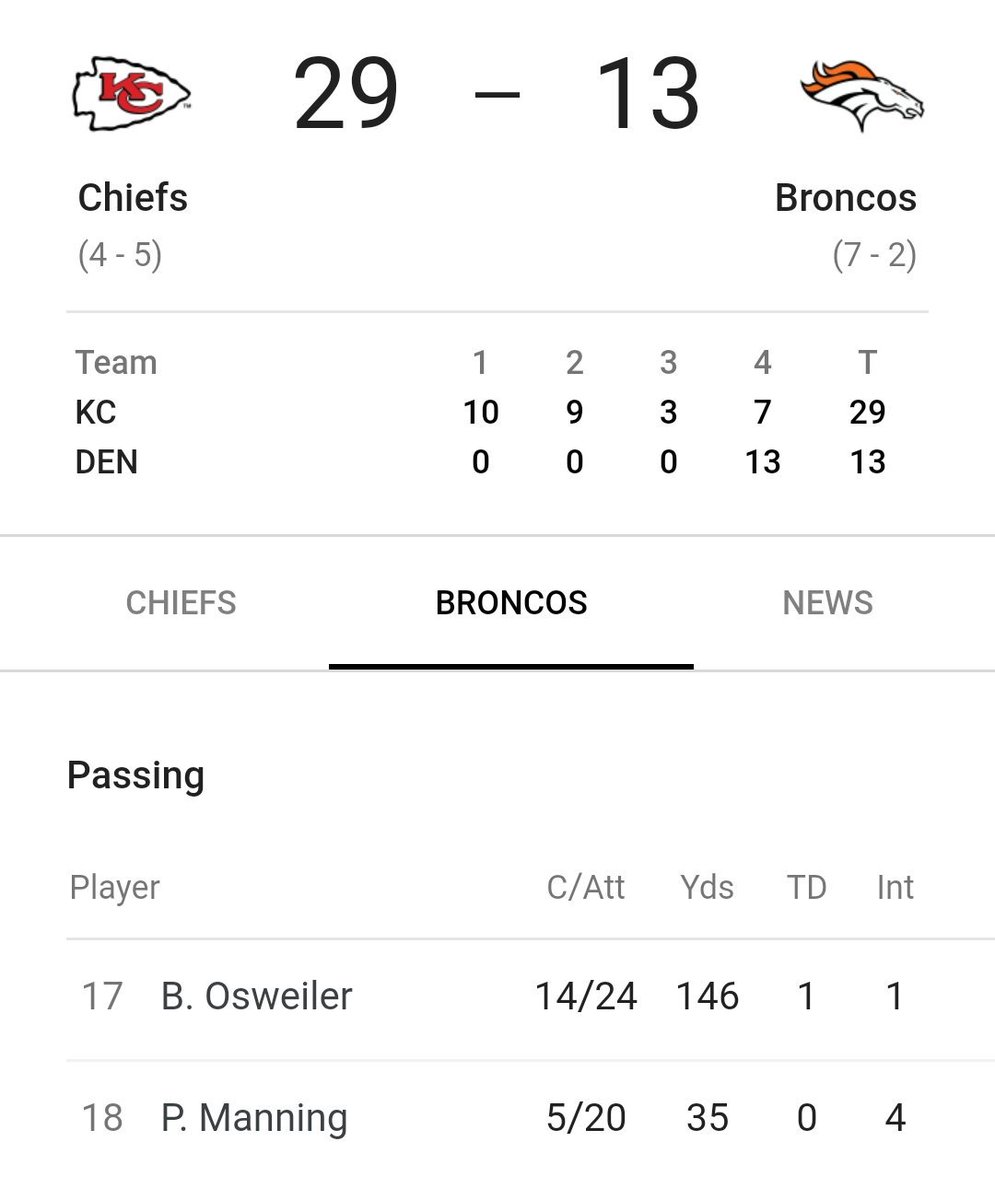 KC
29 – 13
Chiefs Broncos
(4 - 5) (7 - 2)
Team 1 2 3 4 T
KC 10 9 3 7 29
DEN 0 0 0 13 13
CHIEFS BRONCOS NEWS
Passing
Player C/Att Yds TD Int
17 B. Osweiler 14/24 146 1 1
18 P. Manning 5/20 35 0 4